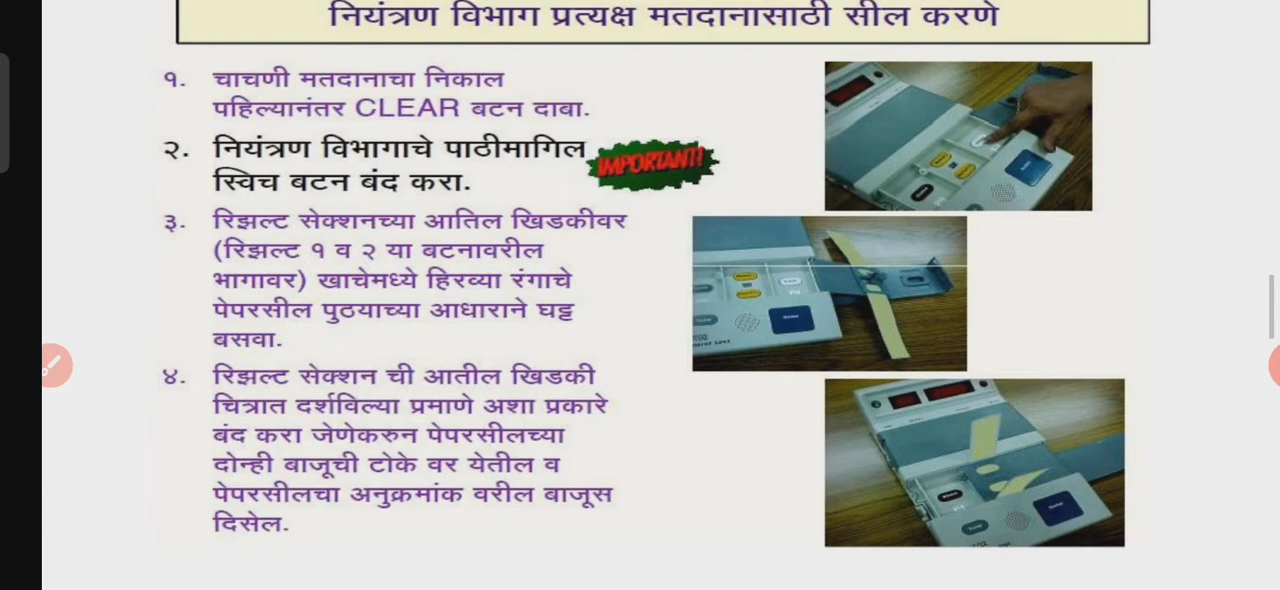 नियंत्रण विभाग प्रत्यक्ष मतदानासाठी सील करणे
१. चाचणी मतदानाचा निकाल
पहिल्यानंतर CLEAR बटन दाबा.
२. नियंत्रण विभागाचे पाठीमागिल
स्विच बटन बंद करा.
IMPORTANT!
३. रिझल्ट सेक्शनच्या आतिल खिडकीवर
(रिझल्ट १ व २ या बटनावरील
भागावर) खाचेमध्ये हिरव्या रंगाचे
पेपरसील पुठयाच्या आधाराने घट्ट
बसवा.
४. रिझल्ट सेक्शन ची आतील खिडकी
चित्रात दर्शविल्या प्रमाणे अशा प्रकारे
बंद करा जेणेकरुन पेपरसीलच्या
दोन्ही बाजूची टोके वर येतील व
पेपरसीलचा अनुक्रमांक वरील बाजूस
दिसेल.